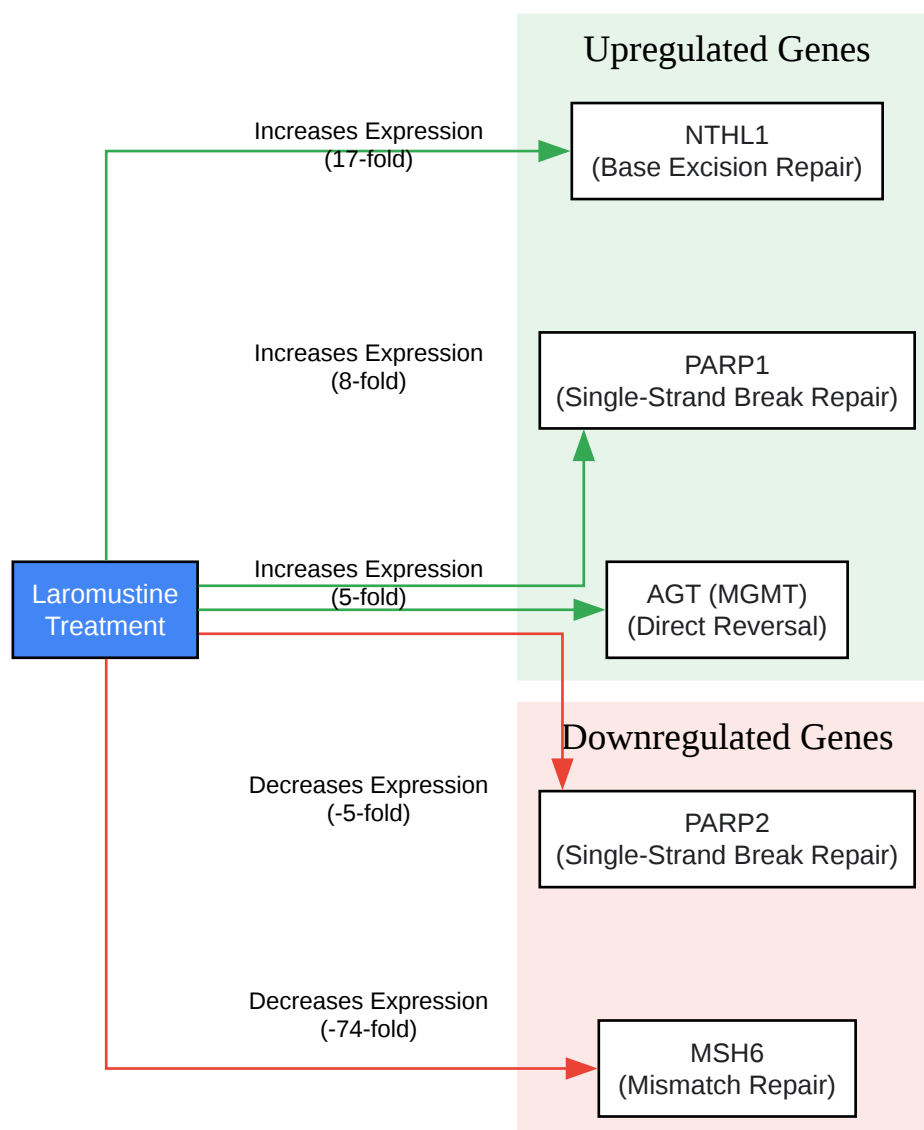 Upregulated Genes
Increases Expression
(17-fold)
NTHL1
(Base Excision Repair)
Increases Expression
(8-fold)
PARP1
(Single-Strand Break Repair)
Laromustine
Treatment
Increases Expression
(5-fold)
AGT (MGMT)
(Direct Reversal)
Downregulated Genes
Decreases Expression
(-5-fold)
PARP2
(Single-Strand Break Repair)
Decreases Expression
(-74-fold)
MSH6
(Mismatch Repair)